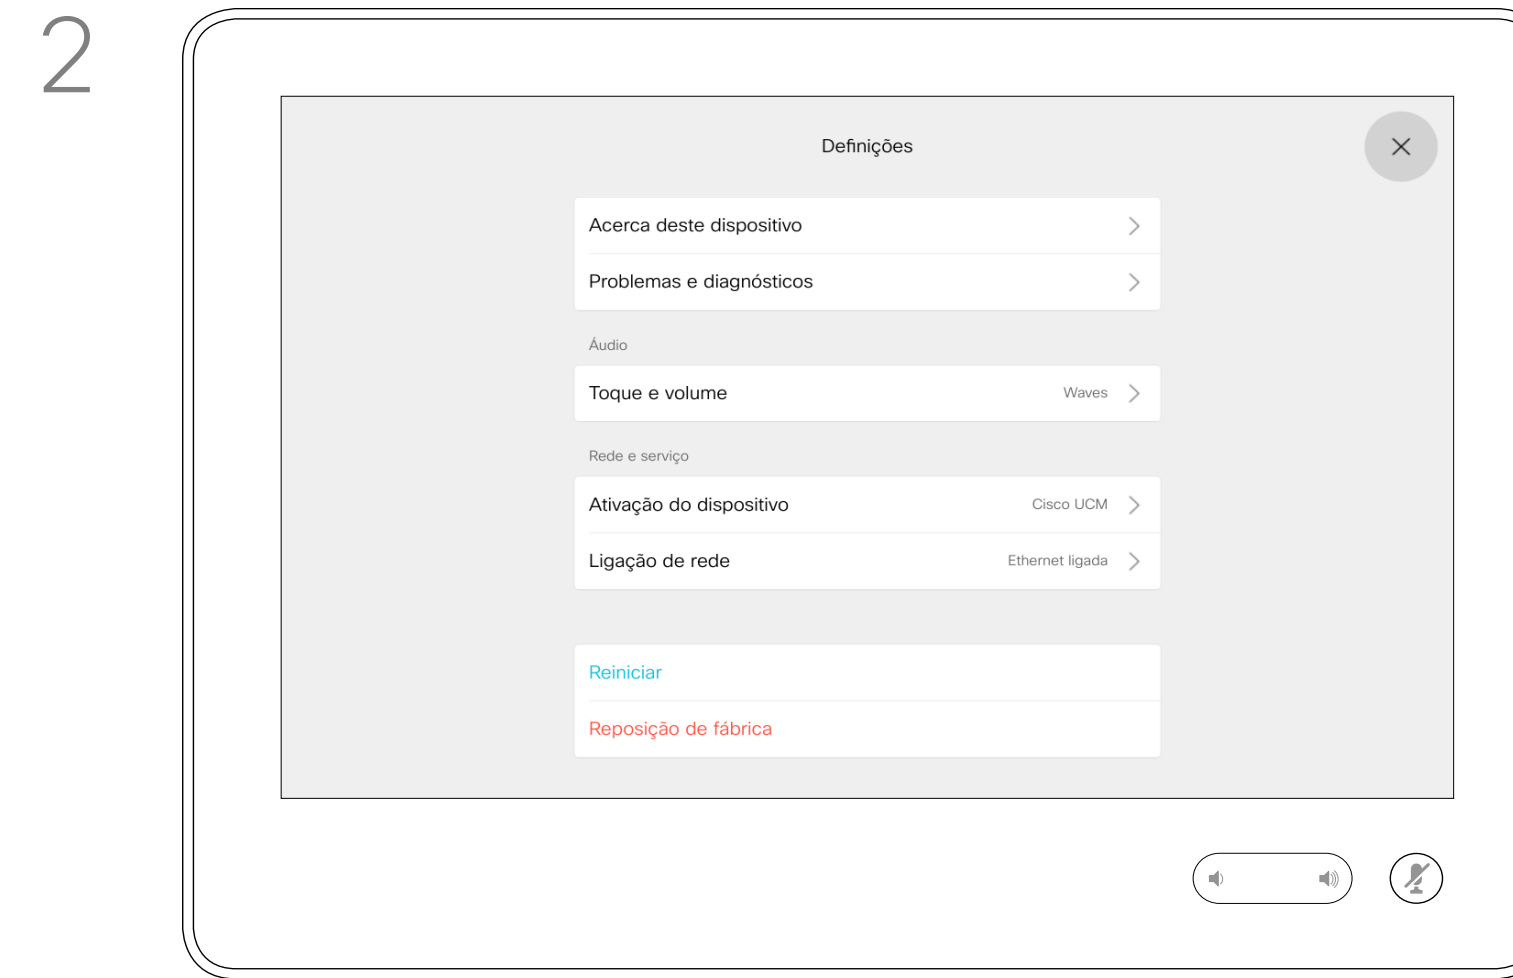 2
Definições
Acerca deste dispositivo
Problemas e diagnósticos
Áudio
Toque e volume Waves
Rede e serviço
Ativação do dispositivo Cisco UCM
Ligação de rede Ethernet ligada
Reiniciar
Reposição de fábrica